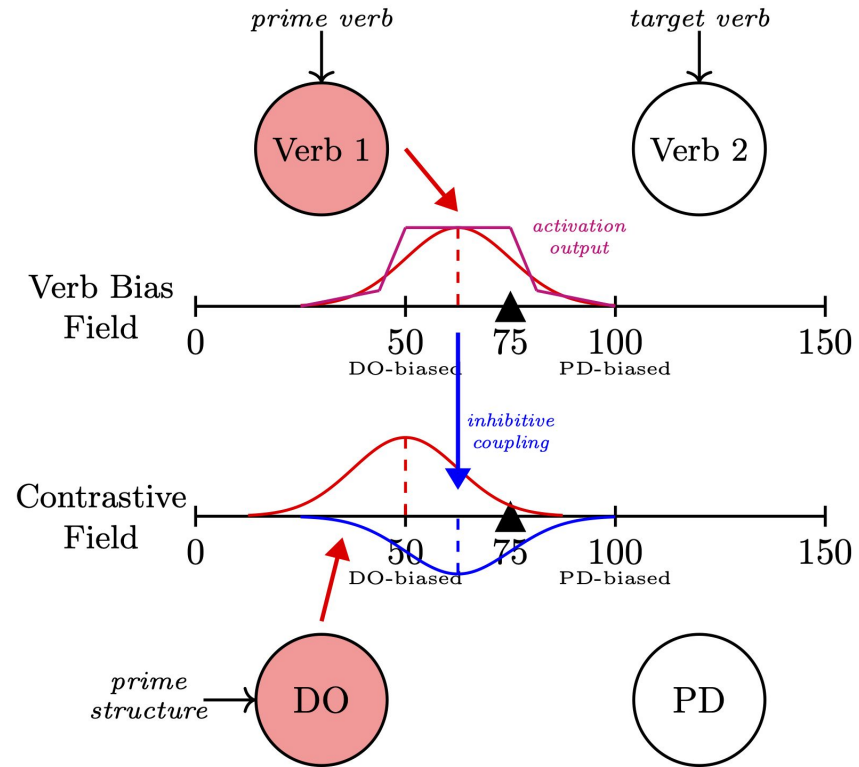 prime verb
target verb
Verb 1
Verb 2
activation
output
Verb Bias
Field
0
50
75
100
150
DO-biased
PD-biased
inhibitive
coupling
Contrastive
Field
0
50
75
100
150
DO-biased
PD-biased
prime
structure
DO
PD